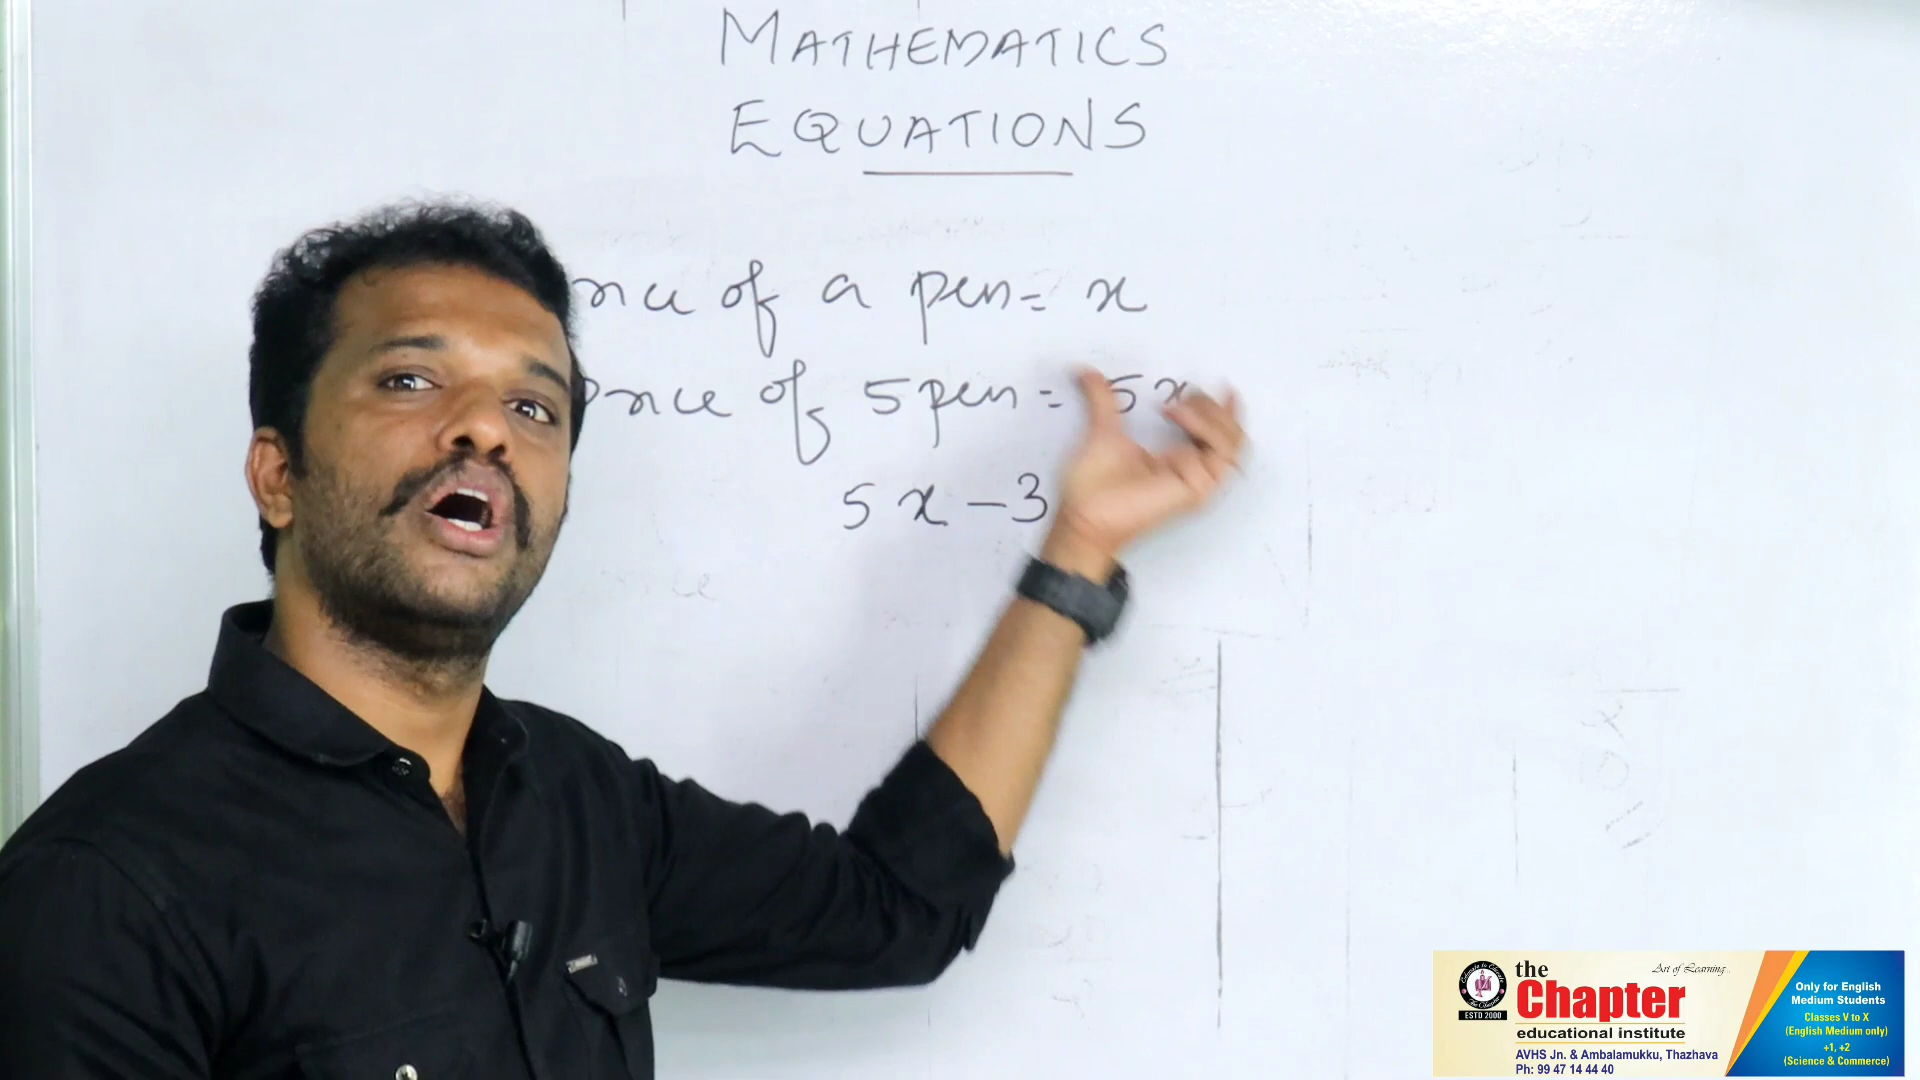 MATHEMATICS
EQUATIONS
of a pen = x
of 5 pen = 5x
5x - 3
the
Chapter
educational institute
Art of Learning..
ESTD 2000
AVHS Jn. & Ambalamukku, Thazhava
Ph: 99 47 14 44 40
Only for English
Medium Students
Classes V to X
(English Medium only)
+1, +2
(Science & Commerce)